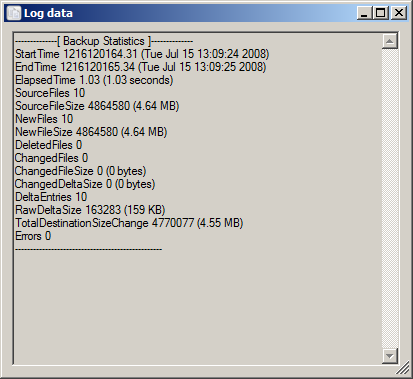 Log data
--------------[ Backup Statistics ]--------------
StartTime 1216120164.31 (Tue Jul 15 13:09:24 2008)
EndTime 1216120165.34 (Tue Jul 15 13:09:25 2008)
ElapsedTime 1.03 (1.03 seconds)
SourceFiles 10
SourceFileSize 4864580 (4.64 MB)
NewFiles 10
NewFileSize 4864580 (4.64 MB)
DeletedFiles 0
ChangedFiles 0
ChangedFileSize 0 (0 bytes)
ChangedDeltaSize 0 (0 bytes)
DeltaEntries 10
RawDeltaSize 163283 (159 KB)
TotalDestinationSizeChange 4770077 (4.55 MB)
Errors 0
-------------------------------------------------